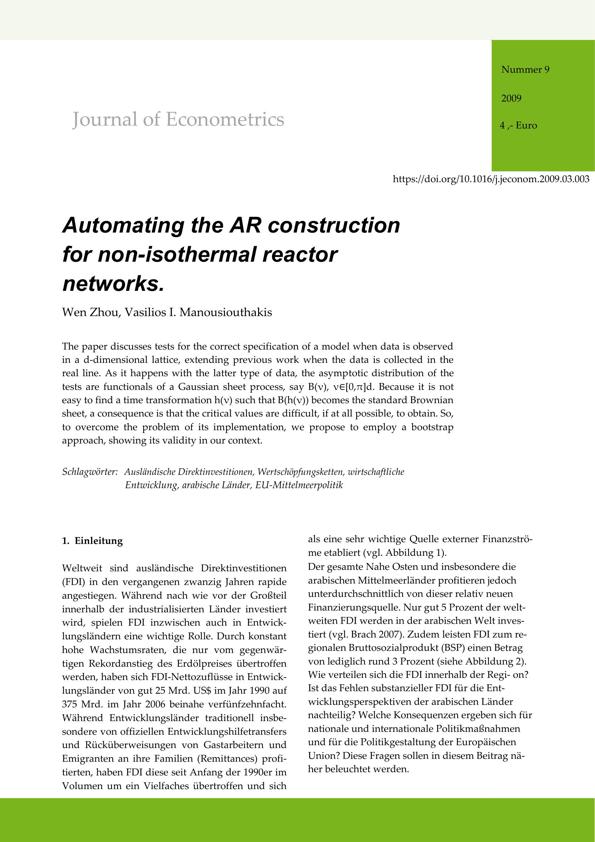 Nummer 9
2009
4 ,- Euro
Journal of Econometrics
https://doi.org/10.1016/j.jeconom.2009.03.003
Automating the AR construction
for non-isothermal reactor
networks.
Wen Zhou, Vasilios I. Manousiouthakis
The paper discusses tests for the correct specification of a model when data is observed
in a d-dimensional lattice, extending previous work when the data is collected in the
real line. As it happens with the latter type of data, the asymptotic distribution of the
tests are functionals of a Gaussian sheet process, say B(ν), ν∈[0,π]d. Because it is not
easy to find a time transformation h(ν) such that B(h(ν)) becomes the standard Brownian
sheet, a consequence is that the critical values are difficult, if at all possible, to obtain. So,
to overcome the problem of its implementation, we propose to employ a bootstrap
approach, showing its validity in our context.
Schlagwörter: Ausländische Direktinvestitionen, Wertschöpfungsketten, wirtschaftliche
Entwicklung, arabische Länder, EU-Mittelmeerpolitik
1. Einleitung
Weltweit sind ausländische Direktinvestitionen
(FDI) in den vergangenen zwanzig Jahren rapide
angestiegen. Während nach wie vor der Großteil
innerhalb der industrialisierten Länder investiert
wird, spielen FDI inzwischen auch in Entwick-
lungsländern eine wichtige Rolle. Durch konstant
hohe Wachstumsraten, die nur vom gegenwär-
tigen Rekordanstieg des Erdölpreises übertroffen
werden, haben sich FDI-Nettozuflüsse in Entwick-
lungsländer von gut 25 Mrd. US$ im Jahr 1990 auf
375 Mrd. im Jahr 2006 beinahe verfünfzehnfacht.
Während Entwicklungsländer traditionell insbe-
sondere von offiziellen Entwicklungshilfetransfers
und Rücküberweisungen von Gastarbeitern und
Emigranten an ihre Familien (Remittances) profi-
tierten, haben FDI diese seit Anfang der 1990er im
Volumen um ein Vielfaches übertroffen und sich
als eine sehr wichtige Quelle externer Finanzströ-
me etabliert (vgl. Abbildung 1).
Der gesamte Nahe Osten und insbesondere die
arabischen Mittelmeerländer profitieren jedoch
unterdurchschnittlich von dieser relativ neuen
Finanzierungsquelle. Nur gut 5 Prozent der welt-
weiten FDI werden in der arabischen Welt inves-
tiert (vgl. Brach 2007). Zudem leisten FDI zum re-
gionalen Bruttosozialprodukt (BSP) einen Betrag
von lediglich rund 3 Prozent (siehe Abbildung 2).
Wie verteilen sich die FDI innerhalb der Regi- on?
Ist das Fehlen substanzieller FDI für die Ent-
wicklungsperspektiven der arabischen Länder
nachteilig? Welche Konsequenzen ergeben sich für
nationale und internationale Politikmaßnahmen
und für die Politikgestaltung der Europäischen
Union? Diese Fragen sollen in diesem Beitrag nä-
her beleuchtet werden.